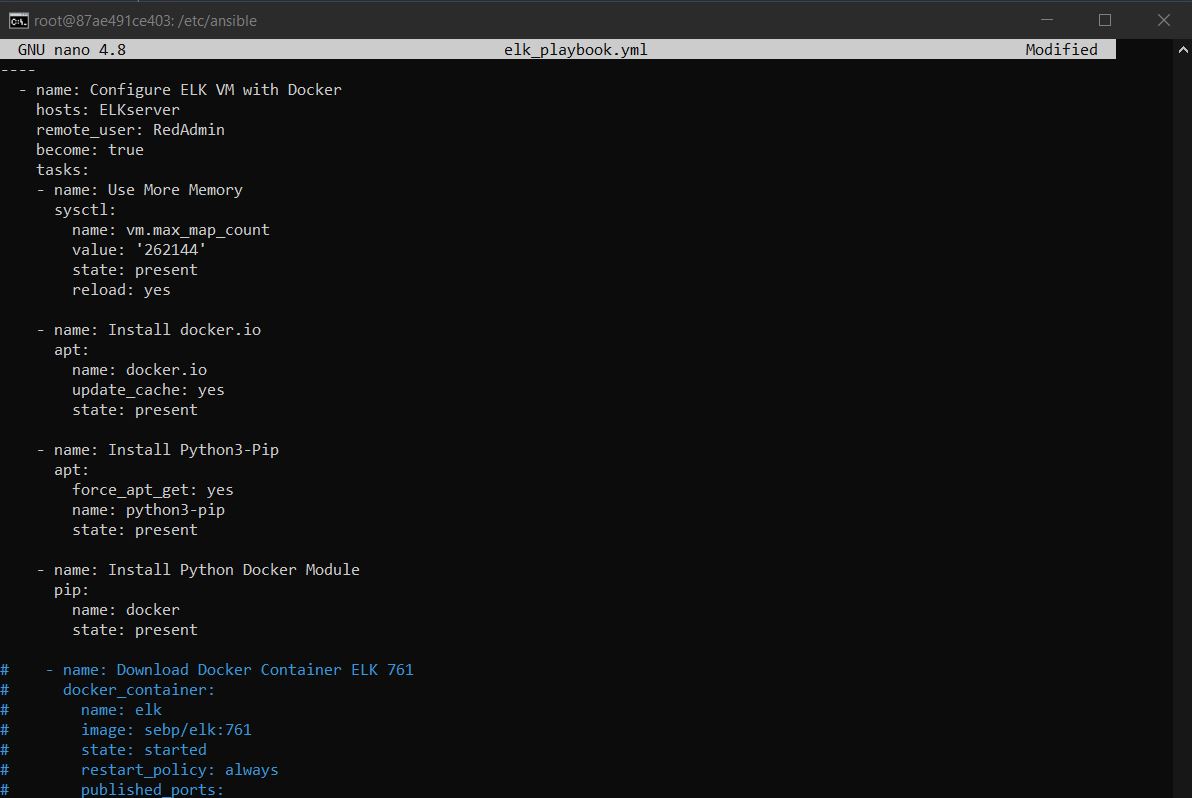 root@87ae491ce403: /etc/ansible
GNU nano 4.8 elk_playbook.yml Modified
----
  - name: Configure ELK VM with Docker
    hosts: ELKserver
    remote_user: RedAdmin
    become: true
    tasks:
    - name: Use More Memory
      sysctl:
        name: vm.max_map_count
        value: '262144'
        state: present
        reload: yes

    - name: Install docker.io
      apt:
        name: docker.io
        update_cache: yes
        state: present

    - name: Install Python3-Pip
      apt:
        force_apt_get: yes
        name: python3-pip
        state: present

    - name: Install Python Docker Module
      pip:
        name: docker
        state: present

#    - name: Download Docker Container ELK 761
#      docker_container:
#        name: elk
#        image: sebp/elk:761
#        state: started
#        restart_policy: always
#        published_ports: